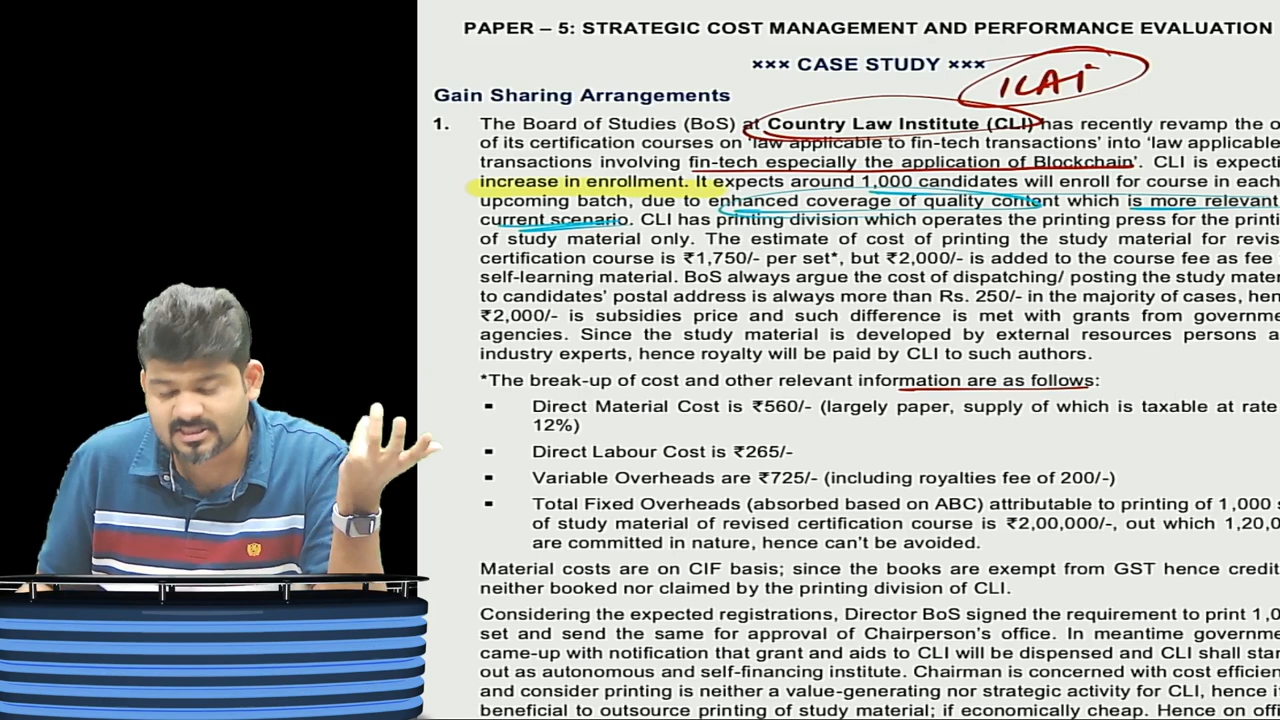 PAPER – 5: STRATEGIC COST MANAGEMENT AND PERFORMANCE EVALUATION
××× CASE STUDY ×××
ICAI
Gain Sharing Arrangements
1. The Board of Studies (BoS) at Country Law Institute (CLI) has recently revamp the o
of its certification courses on 'law applicable to fin-tech transactions' into 'law applicable
transactions involving fin-tech especially the application of Blockchain'. CLI is expecti
increase in enrollment. It expects around 1,000 candidates will enroll for course in each
upcoming batch, due to enhanced coverage of quality content which is more relevant
current scenario. CLI has printing division which operates the printing press for the printi
of study material only. The estimate of cost of printing the study material for revis
certification course is ₹1,750/- per set*, but ₹2,000/- is added to the course fee as fee
self-learning material. BoS always argue the cost of dispatching/ posting the study mater
to candidates' postal address is always more than Rs. 250/- in the majority of cases, hen
₹2,000/- is subsidies price and such difference is met with grants from governme
agencies. Since the study material is developed by external resources persons a
industry experts, hence royalty will be paid by CLI to such authors.
*The break-up of cost and other relevant information are as follows:
▪ Direct Material Cost is ₹560/- (largely paper, supply of which is taxable at rate
12%)
▪ Direct Labour Cost is ₹265/-
▪ Variable Overheads are ₹725/- (including royalties fee of 200/-)
▪ Total Fixed Overheads (absorbed based on ABC) attributable to printing of 1,000 s
of study material of revised certification course is ₹2,00,000/-, out which 1,20,0
are committed in nature, hence can't be avoided.
Material costs are on CIF basis; since the books are exempt from GST hence credit
neither booked nor claimed by the printing division of CLI.
Considering the expected registrations, Director BoS signed the requirement to print 1,0
set and send the same for approval of Chairperson's office. In meantime governme
came-up with notification that grant and aids to CLI will be dispensed and CLI shall star
out as autonomous and self-financing institute. Chairman is concerned with cost efficien
and consider printing is neither a value-generating nor strategic activity for CLI, hence i
beneficial to outsource printing of study material; if economically cheap. Hence on offi